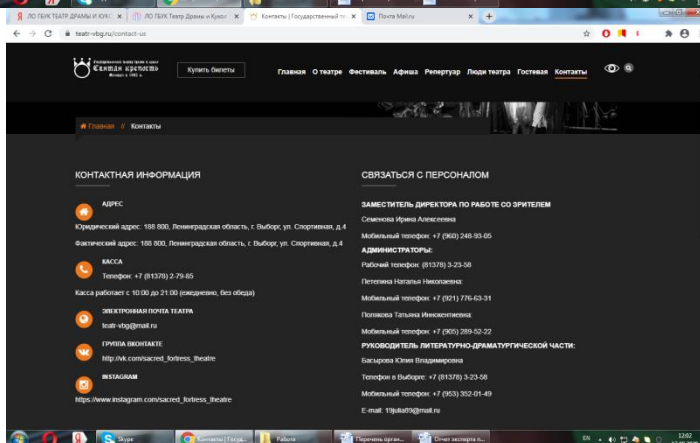 ЛО ГБУК ТЕАТР ДРАМЫ И КУК
ЛО ГБУК Театр Драмы и Кукол
Контакты | Государственный те
Почта Mail.ru
teatr-vbg.ru/contact-us
Святая крепость
Купить билеты
Главная О театре Фестиваль Афиша Репертуар Люди театра Гостевая Контакты
Главная // Контакты
КОНТАКТНАЯ ИНФОРМАЦИЯ
АДРЕС
Юридический адрес: 188 800, Ленинградская область, г. Выборг, ул. Спортивная, д.4
Фактический адрес: 188 800, Ленинградская область, г. Выборг, ул. Спортивная, д.4
КАССА
Телефон: +7 (81378) 2-79-85
Касса работает с 10:00 до 21:00 (ежедневно, без обеда)
ЭЛЕКТРОННАЯ ПОЧТА ТЕАТРА
teatr-vbg@mail.ru
ГРУППА ВКОНТАКТЕ
http://vk.com/sacred_fortress_theatre
INSTAGRAM
https://www.instagram.com/sacred_fortress_theatre
СВЯЗАТЬСЯ С ПЕРСОНАЛОМ
ЗАМЕСТИТЕЛЬ ДИРЕКТОРА ПО РАБОТЕ СО ЗРИТЕЛЕМ
Семенова Ирина Алексеевна
Мобильный телефон: +7 (960) 248-93-05
АДМИНИСТРАТОРЫ:
Рабочий телефон: (81378) 3-23-58
Петелина Наталья Николаевна:
Мобильный телефон: +7 (921) 776-63-31
Полякова Татьяна Иннокентиевна:
Мобильный телефон: +7 (905) 289-52-22
РУКОВОДИТЕЛЬ ЛИТЕРАТУРНО-ДРАМАТУРГИЧЕСКОЙ ЧАСТИ:
Басырова Юлия Владимировна
Телефон в Выборге: +7 (81378) 3-23-58
Мобильный телефон: +7 (953) 352-01-49
E-mail: 19julia89@mail.ru
Skype
Контакты | Госуд...
Работа
Перечень орган...
Отчет эксперта п...
EN
12:02